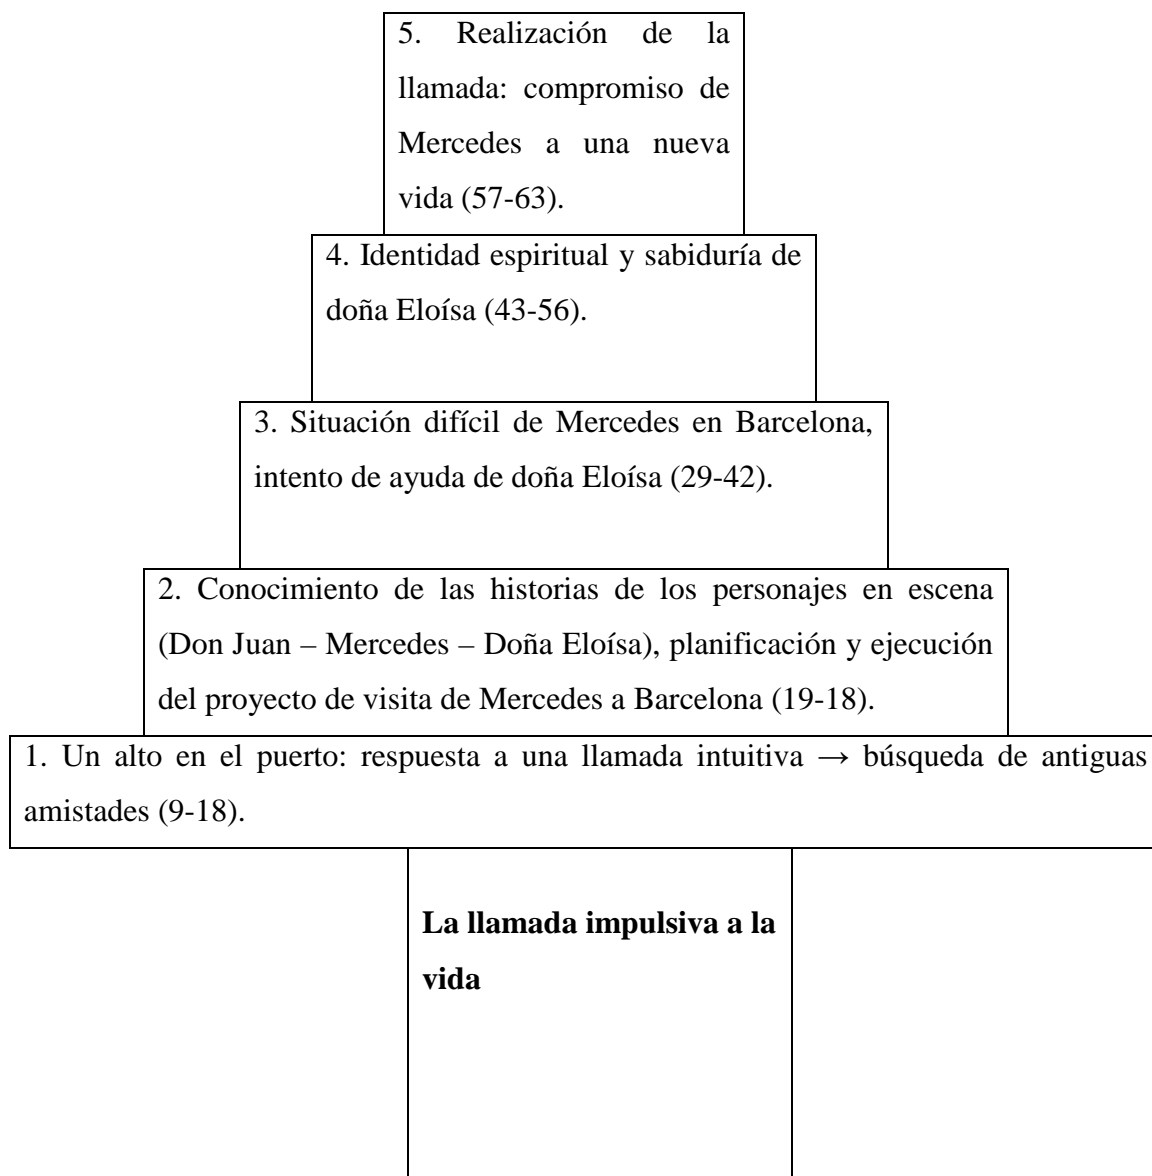 5. Realización de la
llamada: compromiso de
Mercedes a una nueva
vida (57-63).
4. Identidad espiritual y sabiduría de
doña Eloísa (43-56).
3. Situación difícil de Mercedes en Barcelona,
intento de ayuda de doña Eloísa (29-42).
2. Conocimiento de las historias de los personajes en escena
(Don Juan – Mercedes – Doña Eloísa), planificación y ejecución
del proyecto de visita de Mercedes a Barcelona (19-18).
1. Un alto en el puerto: respuesta a una llamada intuitiva → búsqueda de antiguas
amistades (9-18).
La llamada impulsiva a la
vida